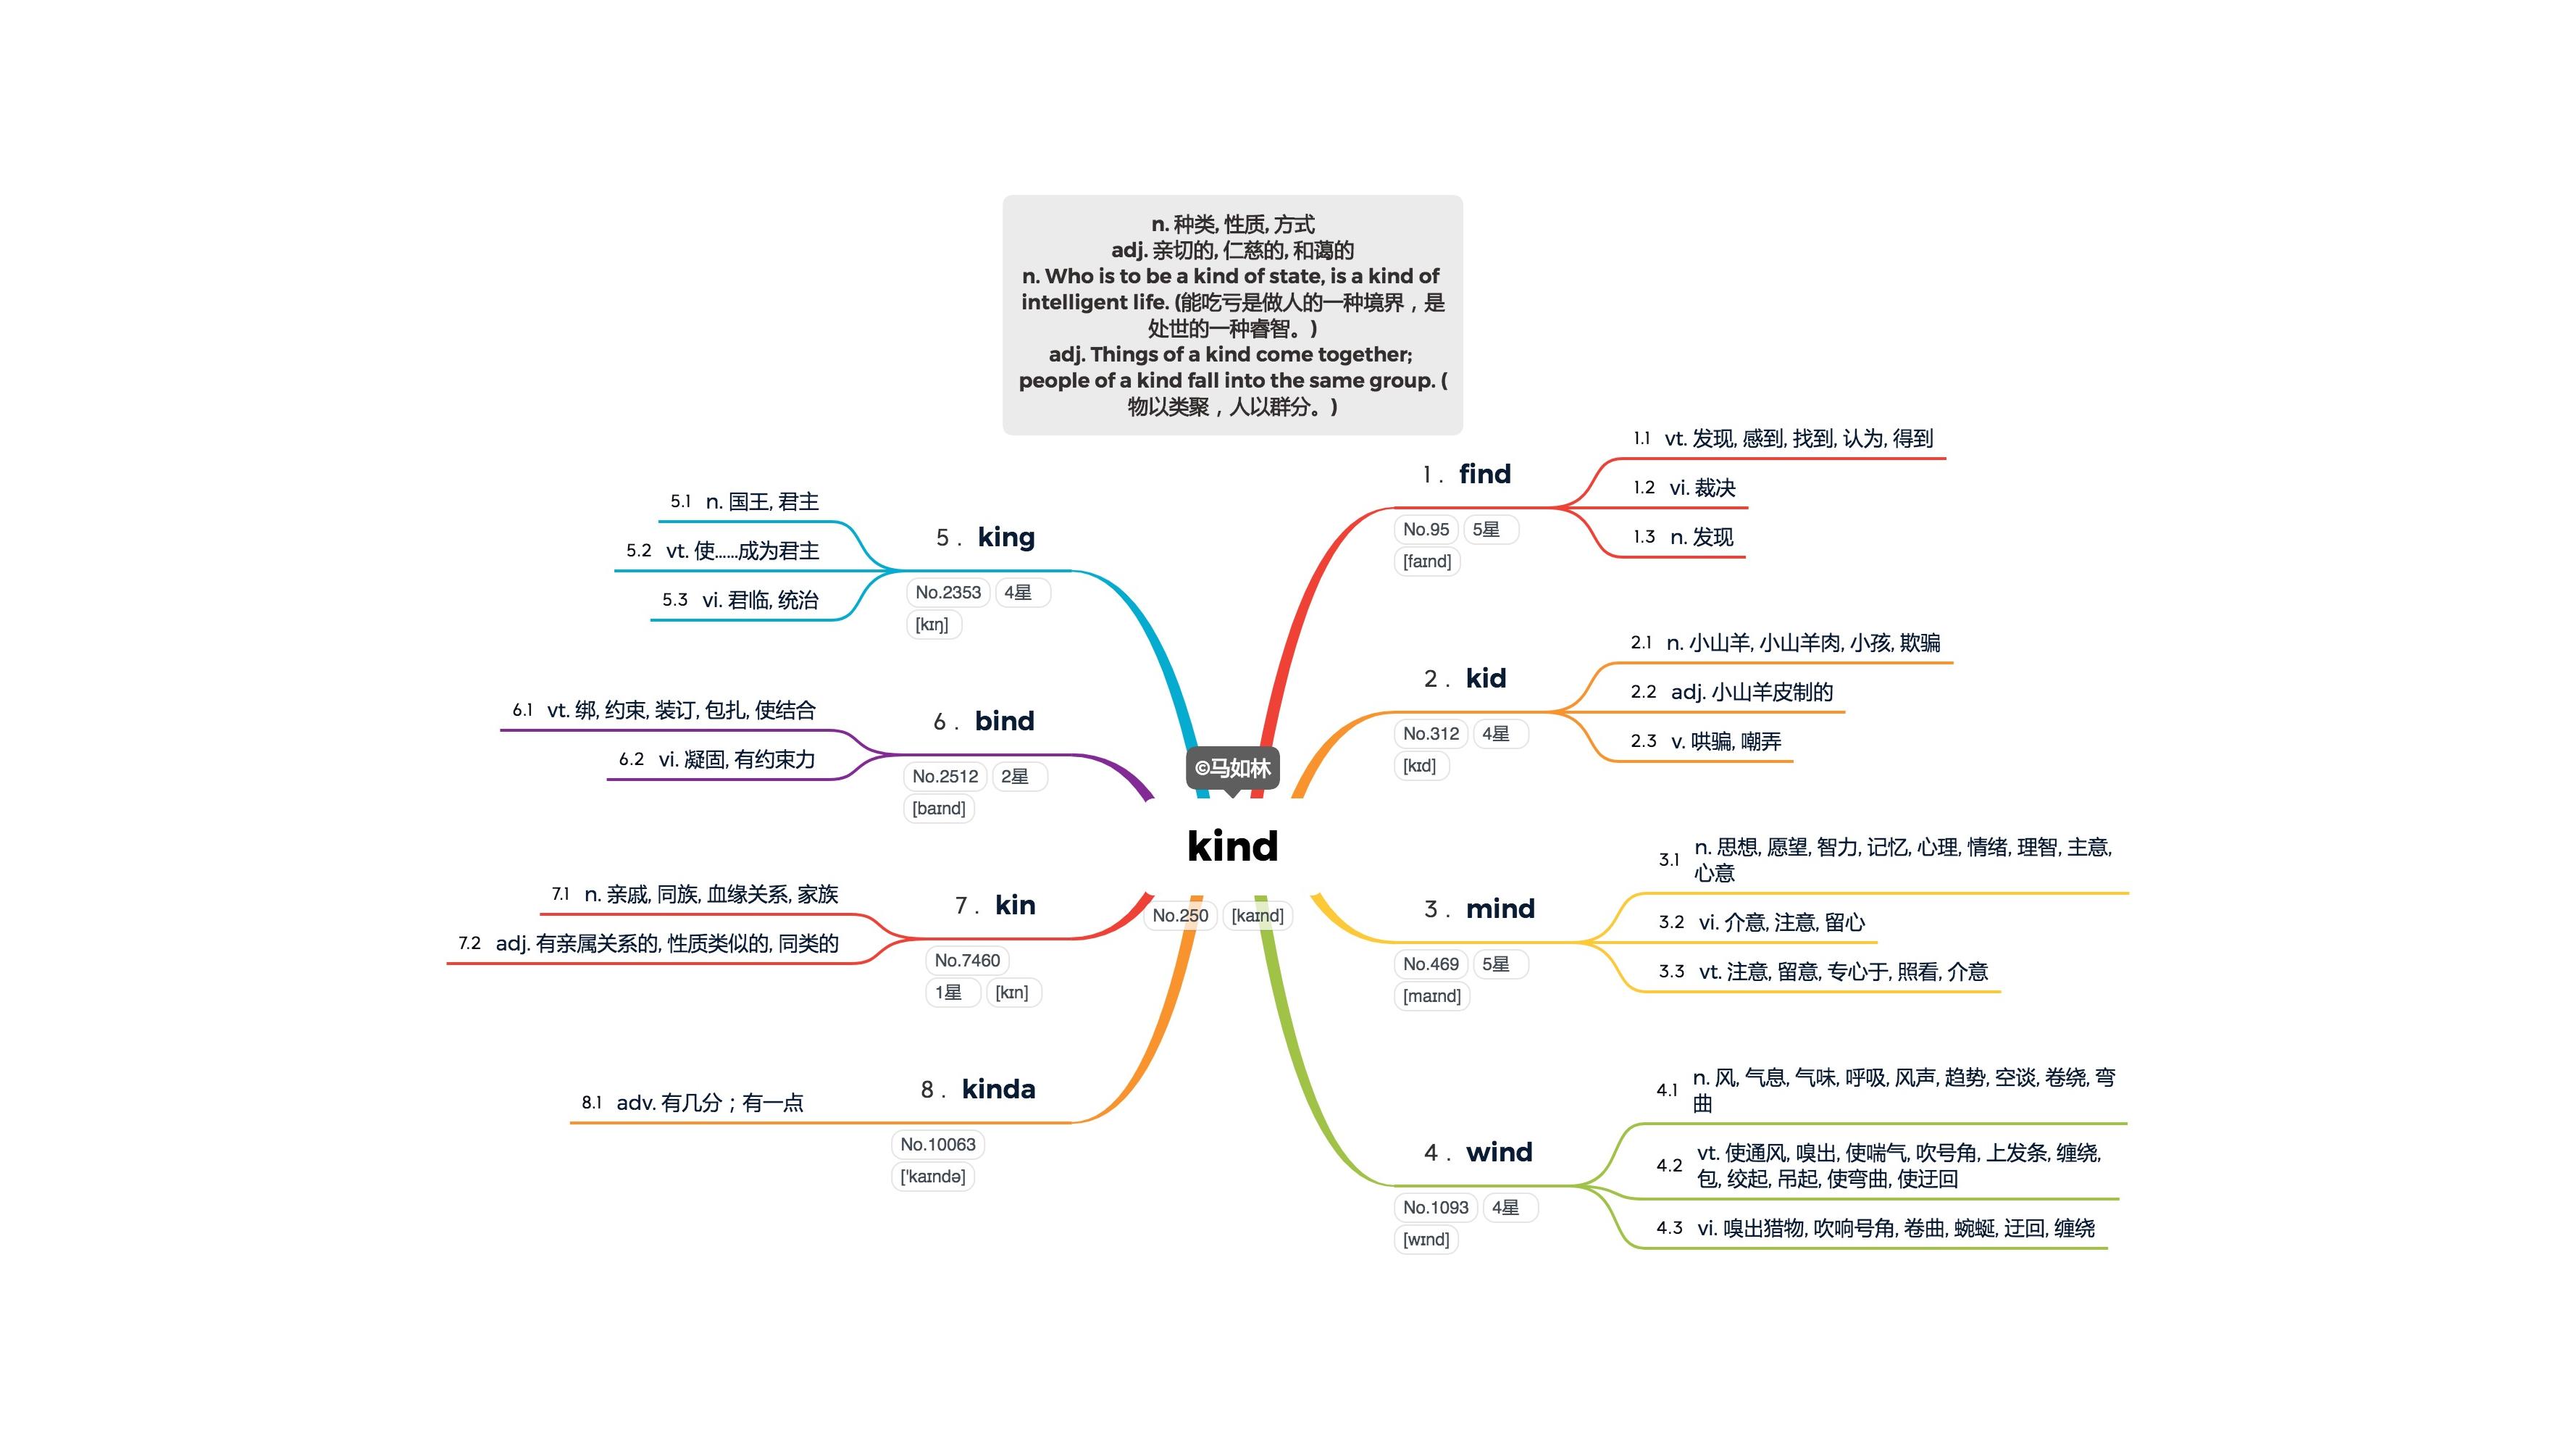 n. 种类, 性质, 方式
adj. 亲切的, 仁慈的, 和蔼的
n. Who is to be a kind of state, is a kind of
intelligent life. (能吃亏是做人的一种境界，是
处世的一种睿智。)
adj. Things of a kind come together;
people of a kind fall into the same group. (
物以类聚，人以群分。)
©马如林
kind
No.250 [kaɪnd]
1. find
No.95 5星
[faɪnd]
1.1 vt. 发现, 感到, 找到, 认为, 得到
1.2 vi. 裁决
1.3 n. 发现
2. kid
No.312 4星
[kɪd]
2.1 n. 小山羊, 小山羊肉, 小孩, 欺骗
2.2 adj. 小山羊皮制的
2.3 v. 哄骗, 嘲弄
3. mind
No.469 5星
[maɪnd]
3.1 n. 思想, 愿望, 智力, 记忆, 心理, 情绪, 理智, 主意,
心意
3.2 vi. 介意, 注意, 留心
3.3 vt. 注意, 留意, 专心于, 照看, 介意
4. wind
No.1093 4星
[wɪnd]
4.1 n. 风, 气息, 气味, 呼吸, 风声, 趋势, 空谈, 卷绕, 弯
曲
4.2 vt. 使通风, 嗅出, 使喘气, 吹号角, 上发条, 缠绕,
包, 绞起, 吊起, 使弯曲, 使迂回
4.3 vi. 嗅出猎物, 吹响号角, 卷曲, 蜿蜒, 迂回, 缠绕
5. king
No.2353 4星
[kɪŋ]
5.1 n. 国王, 君主
5.2 vt. 使......成为君主
5.3 vi. 君临, 统治
6. bind
No.2512 2星
[baɪnd]
6.1 vt. 绑, 约束, 装订, 包扎, 使结合
6.2 vi. 凝固, 有约束力
7. kin
No.7460
1星 [kɪn]
7.1 n. 亲戚, 同族, 血缘关系, 家族
7.2 adj. 有亲属关系的, 性质类似的, 同类的
8. kinda
No.10063
['kaɪndə]
8.1 adv. 有几分；有一点